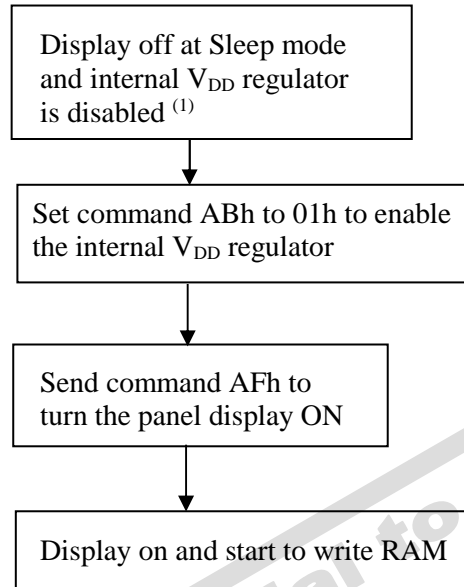 Display off at Sleep mode
and internal VDD regulator
is disabled (1)
Set command ABh to 01h to enable
the internal VDD regulator
Send command AFh to
turn the panel display ON
Display on and start to write RAM